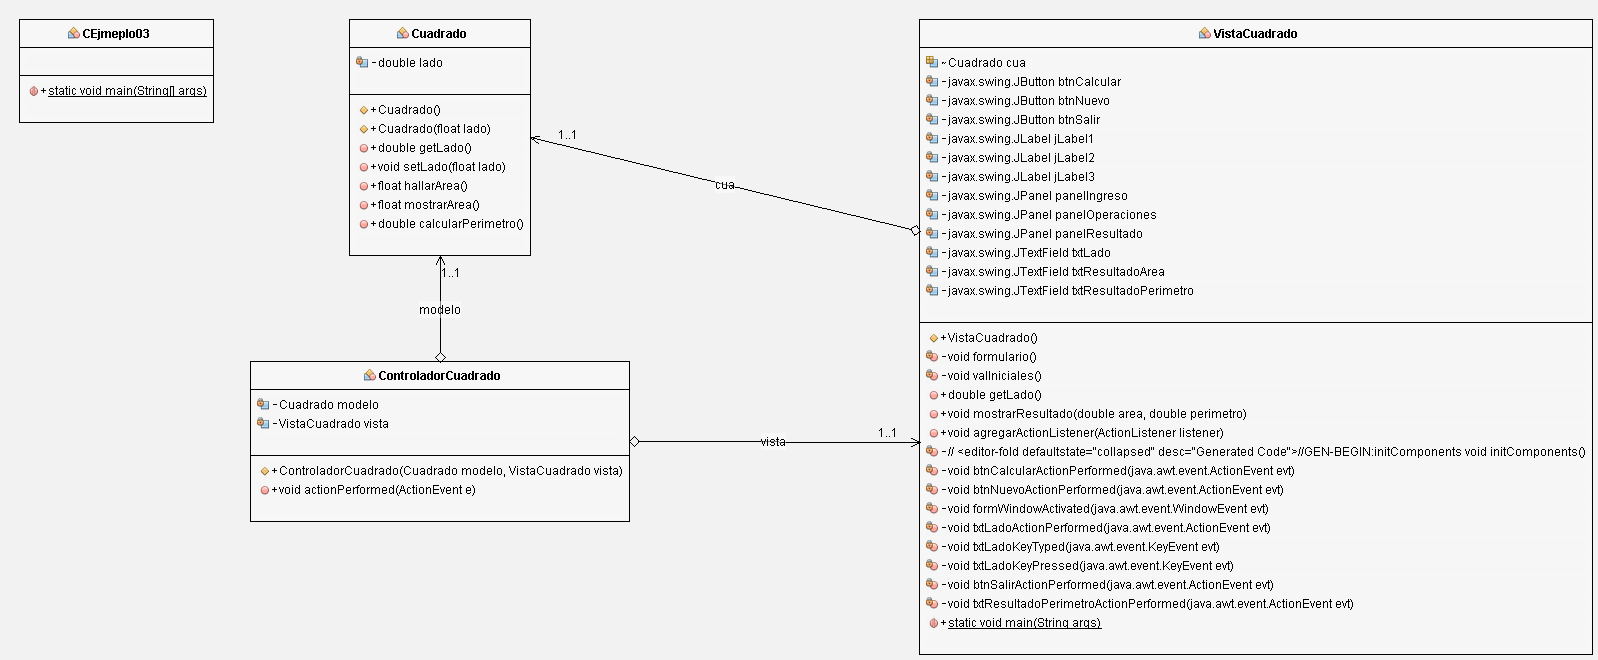 CEjmeplo03
+static void main(String[] args)
Cuadrado
-double lado
+Cuadrado()
+Cuadrado(float lado)
+double getLado()
+void setLado(float lado)
+float hallarArea()
+float mostrarArea()
+double calcularPerimetro()
1..1
cua
1..1
modelo
ControladorCuadrado
-Cuadrado modelo
-VistaCuadrado vista
+ControladorCuadrado(Cuadrado modelo, VistaCuadrado vista)
+void actionPerformed(ActionEvent e)
1..1
vista
VistaCuadrado
~Cuadrado cua
-javax.swing.JButton btnCalcular
-javax.swing.JButton btnNuevo
-javax.swing.JButton btnSalir
-javax.swing.JLabel jLabel1
-javax.swing.JLabel jLabel2
-javax.swing.JLabel jLabel3
-javax.swing.JPanel panelIngreso
-javax.swing.JPanel panelOperaciones
-javax.swing.JPanel panelResultado
-javax.swing.JTextField txtLado
-javax.swing.JTextField txtResultadoArea
-javax.swing.JTextField txtResultadoPerimetro
+VistaCuadrado()
-void formulario()
-void valIniciales()
+double getLado()
+void mostrarResultado(double area, double perimetro)
+void agregarActionListener(ActionListener listener)
-// <editor-fold defaultstate="collapsed" desc="Generated Code">//GEN-BEGIN:initComponents void initComponents()
-void btnCalcularActionPerformed(java.awt.event.ActionEvent evt)
-void btnNuevoActionPerformed(java.awt.event.ActionEvent evt)
-void formWindowActivated(java.awt.event.WindowEvent evt)
-void txtLadoActionPerformed(java.awt.event.ActionEvent evt)
-void txtLadoKeyTyped(java.awt.event.KeyEvent evt)
-void txtLadoKeyPressed(java.awt.event.KeyEvent evt)
-void btnSalirActionPerformed(java.awt.event.ActionEvent evt)
-void txtResultadoPerimetroActionPerformed(java.awt.event.ActionEvent evt)
+static void main(String args)